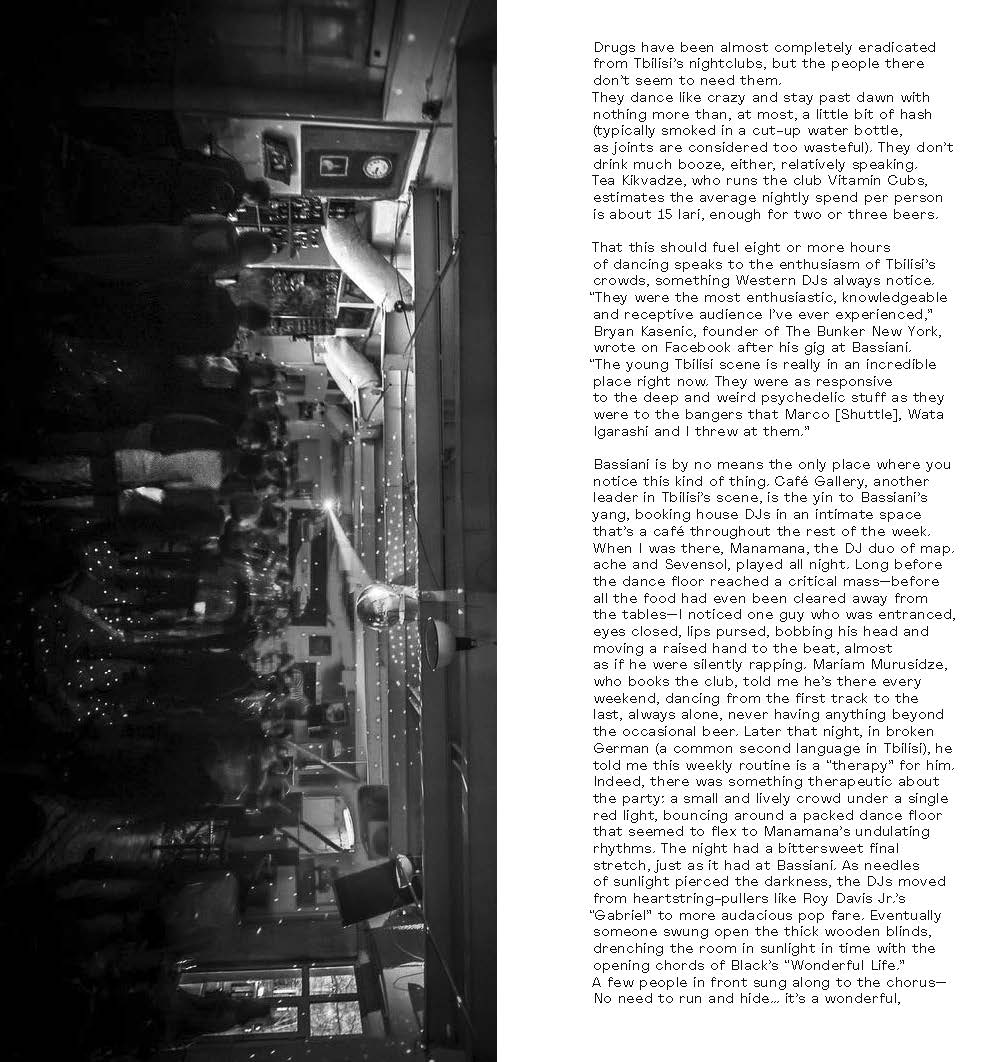 Drugs have been almost completely eradicated
from Tbilisi's nightclubs, but the people there
don't seem to need them.
They dance like crazy and stay past dawn with
nothing more than, at most, a little bit of hash
(typically smoked in a cut-up water bottle,
as joints are considered too wasteful). They don't
drink much booze, either, relatively speaking.
Tea Kikvadze, who runs the club Vitamin Cubs,
estimates the average nightly spend per person
is about 15 lari, enough for two or three beers.
That this should fuel eight or more hours
of dancing speaks to the enthusiasm of Tbilisi's
crowds, something Western DJs always notice.
"They were the most enthusiastic, knowledgeable
and receptive audience I've ever experienced,"
Bryan Kasenic, founder of The Bunker New York,
wrote on Facebook after his gig at Bassiani.
"The young Tbilisi scene is really in an incredible
place right now. They were as responsive
to the deep and weird psychedelic stuff as they
were to the bangers that Marco [Shuttle], Wata
Igarashi and I threw at them."
Bassiani is by no means the only place where you
notice this kind of thing. Café Gallery, another
leader in Tbilisi's scene, is the yin to Bassiani's
yang, booking house DJs in an intimate space
that's a café throughout the rest of the week.
When I was there, Manamana, the DJ duo of map.
ache and Sevensol, played all night. Long before
the dance floor reached a critical mass—before
all the food had even been cleared away from
the tables—I noticed one guy who was entranced,
eyes closed, lips pursed, bobbing his head and
moving a raised hand to the beat, almost
as if he were silently rapping. Mariam Murusidze,
who books the club, told me he's there every
weekend, dancing from the first track to the
last, always alone, never having anything beyond
the occasional beer. Later that night, in broken
German (a common second language in Tbilisi), he
told me this weekly routine is a "therapy" for him.
Indeed, there was something therapeutic about
the party: a small and lively crowd under a single
red light, bouncing around a packed dance floor
that seemed to flex to Manamana's undulating
rhythms. The night had a bittersweet final
stretch, just as it had at Bassiani. As needles
of sunlight pierced the darkness, the DJs moved
from heartstring-pullers like Roy Davis Jr.'s
"Gabriel" to more audacious pop fare. Eventually
someone swung open the thick wooden blinds,
drenching the room in sunlight in time with the
opening chords of Black's "Wonderful Life."
A few people in front sung along to the chorus—
No need to run and hide... it's a wonderful,